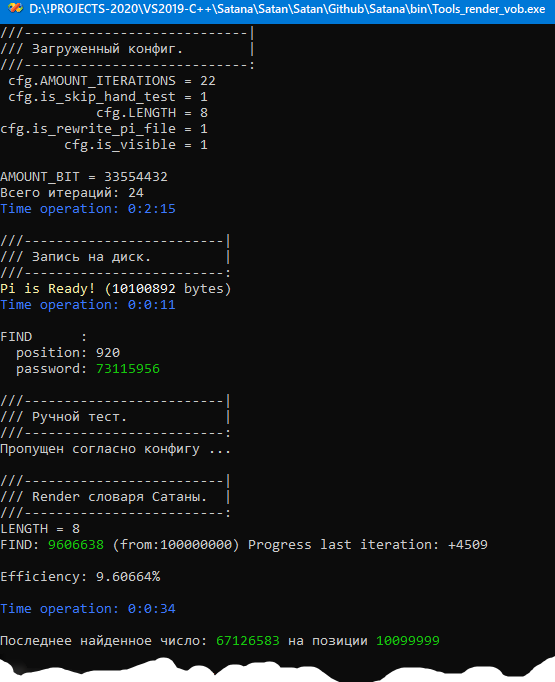 D:\!PROJECTS-2020\VS2019-C++\Satana\Satan\Satan\Github\Satana\bin\Tools_render_vob.exe
///----------------------------|
/// Загруженный конфиг.        |
///----------------------------:
cfg.AMOUNT_ITERATIONS = 22
cfg.is_skip_hand_test = 1
cfg.LENGTH = 8
cfg.is_rewrite_pi_file = 1
cfg.is_visible = 1
AMOUNT_BIT = 33554432
Всего итераций: 24
Time operation: 0:2:15
///-------------------------|
/// Запись на диск.         |
///-------------------------:
Pi is Ready! (10100892 bytes)
Time operation: 0:0:11
FIND      :
position: 920
password: 73115956
///-------------------------|
/// Ручной тест.            |
///-------------------------:
Пропущен согласно конфигу ...
///-------------------------|
/// Render словаря Сатаны.  |
///-------------------------:
LENGTH = 8
FIND: 9606638 (from:100000000) Progress last iteration: +4509
Efficiency: 9.60664%
Time operation: 0:0:34
Последнее найденное число: 67126583 на позиции 10099999